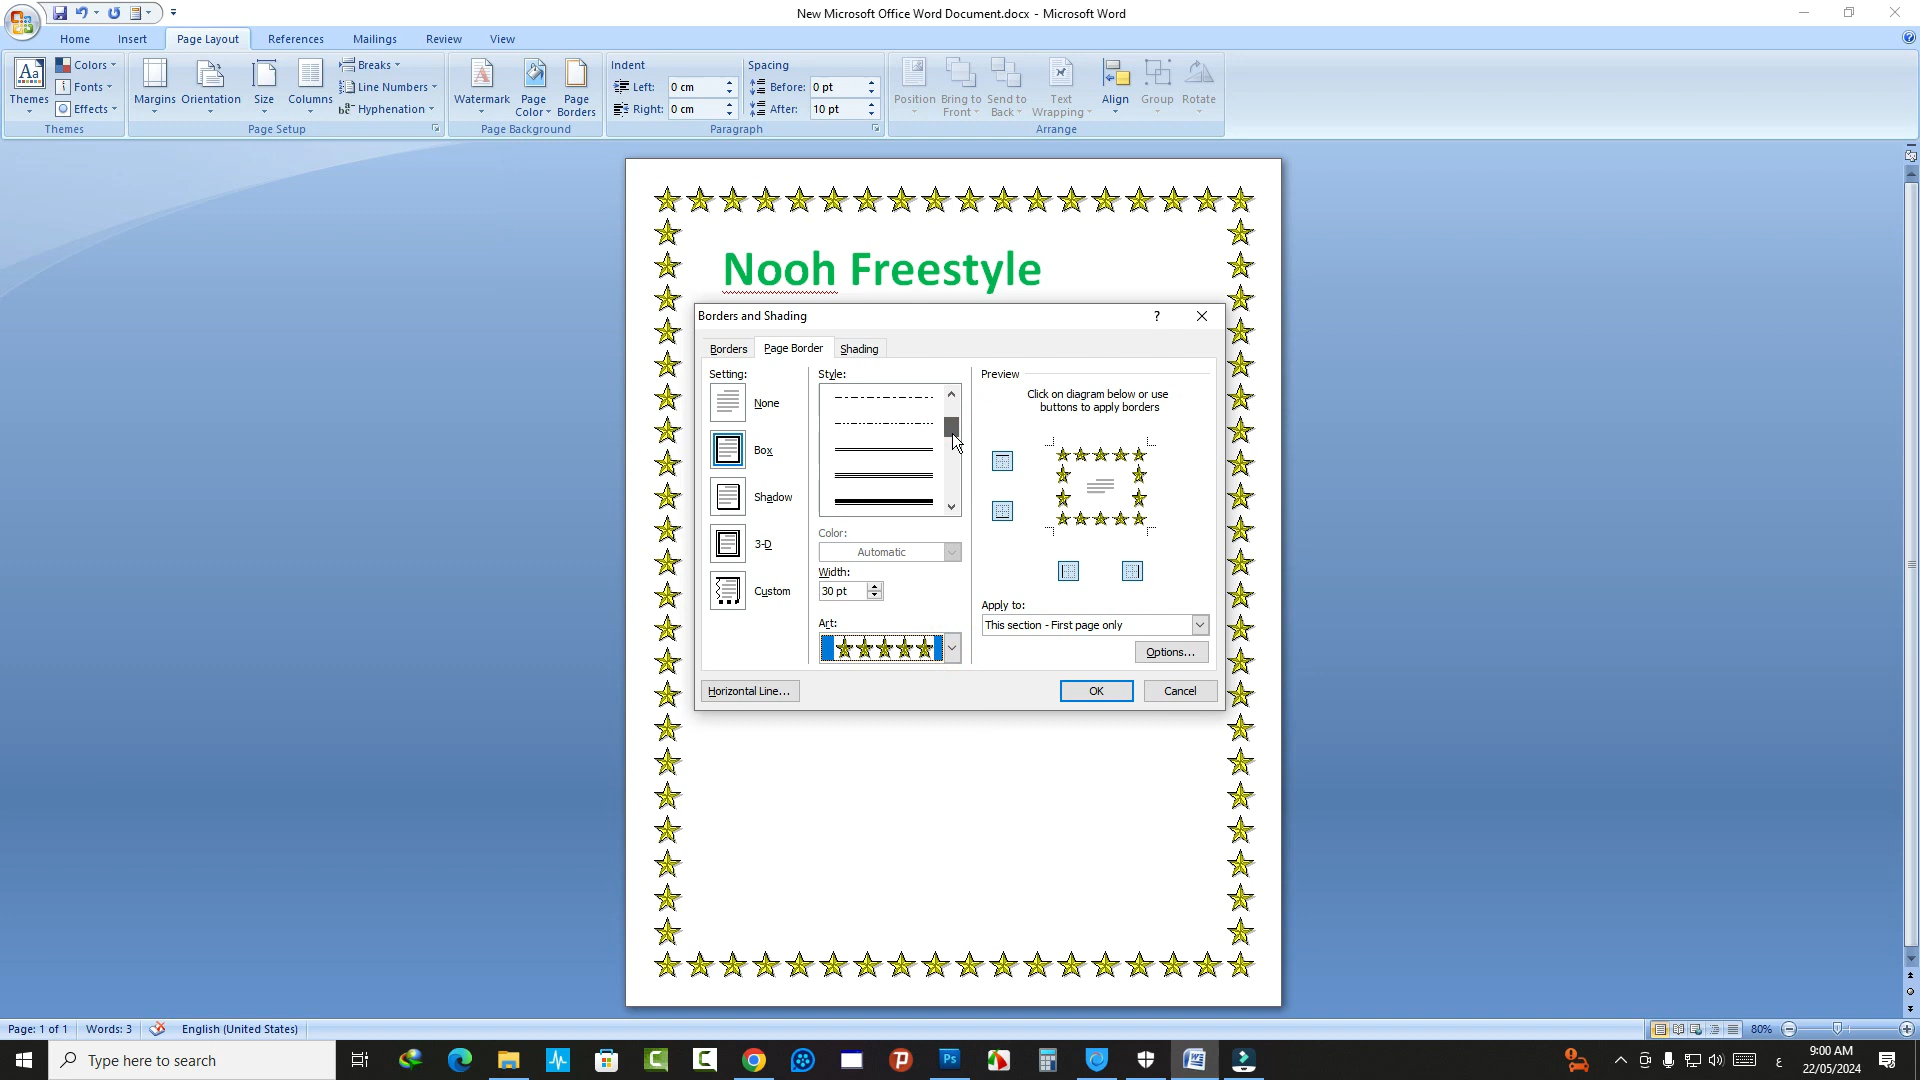 New Microsoft Office Word Document.docx - Microsoft Word
Home Insert Page Layout References Mailings Review View
Aa Themes Colors Fonts Effects Themes
Margins Orientation Size Columns Breaks Line Numbers Hyphenation Page Setup
Watermark Page Color Page Borders Page Background
Indent Left: 0 cm Right: 0 cm Spacing Before: 0 pt After: 10 pt Paragraph
Position Bring to Front Send to Back Text Wrapping Align Group Rotate Arrange
Nooh Freestyle
Borders and Shading ?
Borders Page Border Shading
Setting:
None
Box
Shadow
3-D
Custom
Style:
Color:
Automatic
Width:
30 pt
Art:
Preview
Click on diagram below or use
buttons to apply borders
Apply to:
This section - First page only
Options...
Horizontal Line... OK Cancel
Page: 1 of 1 Words: 3 English (United States) 80%
Type here to search
Ps
ع
9:00 AM
22/05/2024